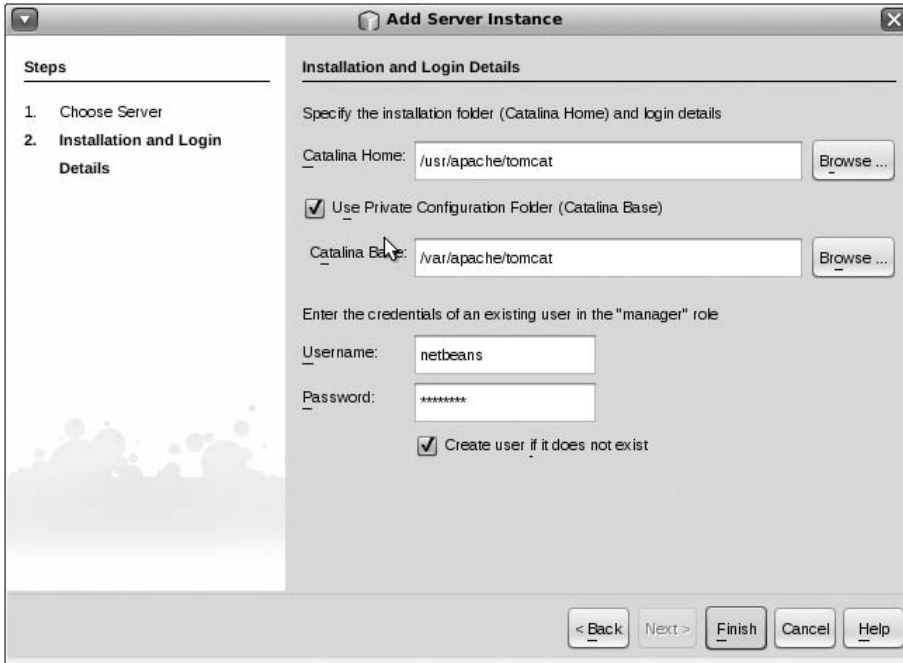 Add Server Instance
Steps
1. Choose Server
2. Installation and Login
Details
Installation and Login Details
Specify the installation folder (Catalina Home) and login details
Catalina Home: /usr/apache/tomcat Browse ...
Use Private Configuration Folder (Catalina Base)
Catalina Base: /var/apache/tomcat Browse ...
Enter the credentials of an existing user in the "manager" role
Username: netbeans
Password: ********
Create user if it does not exist
< Back Next > Finish Cancel Help